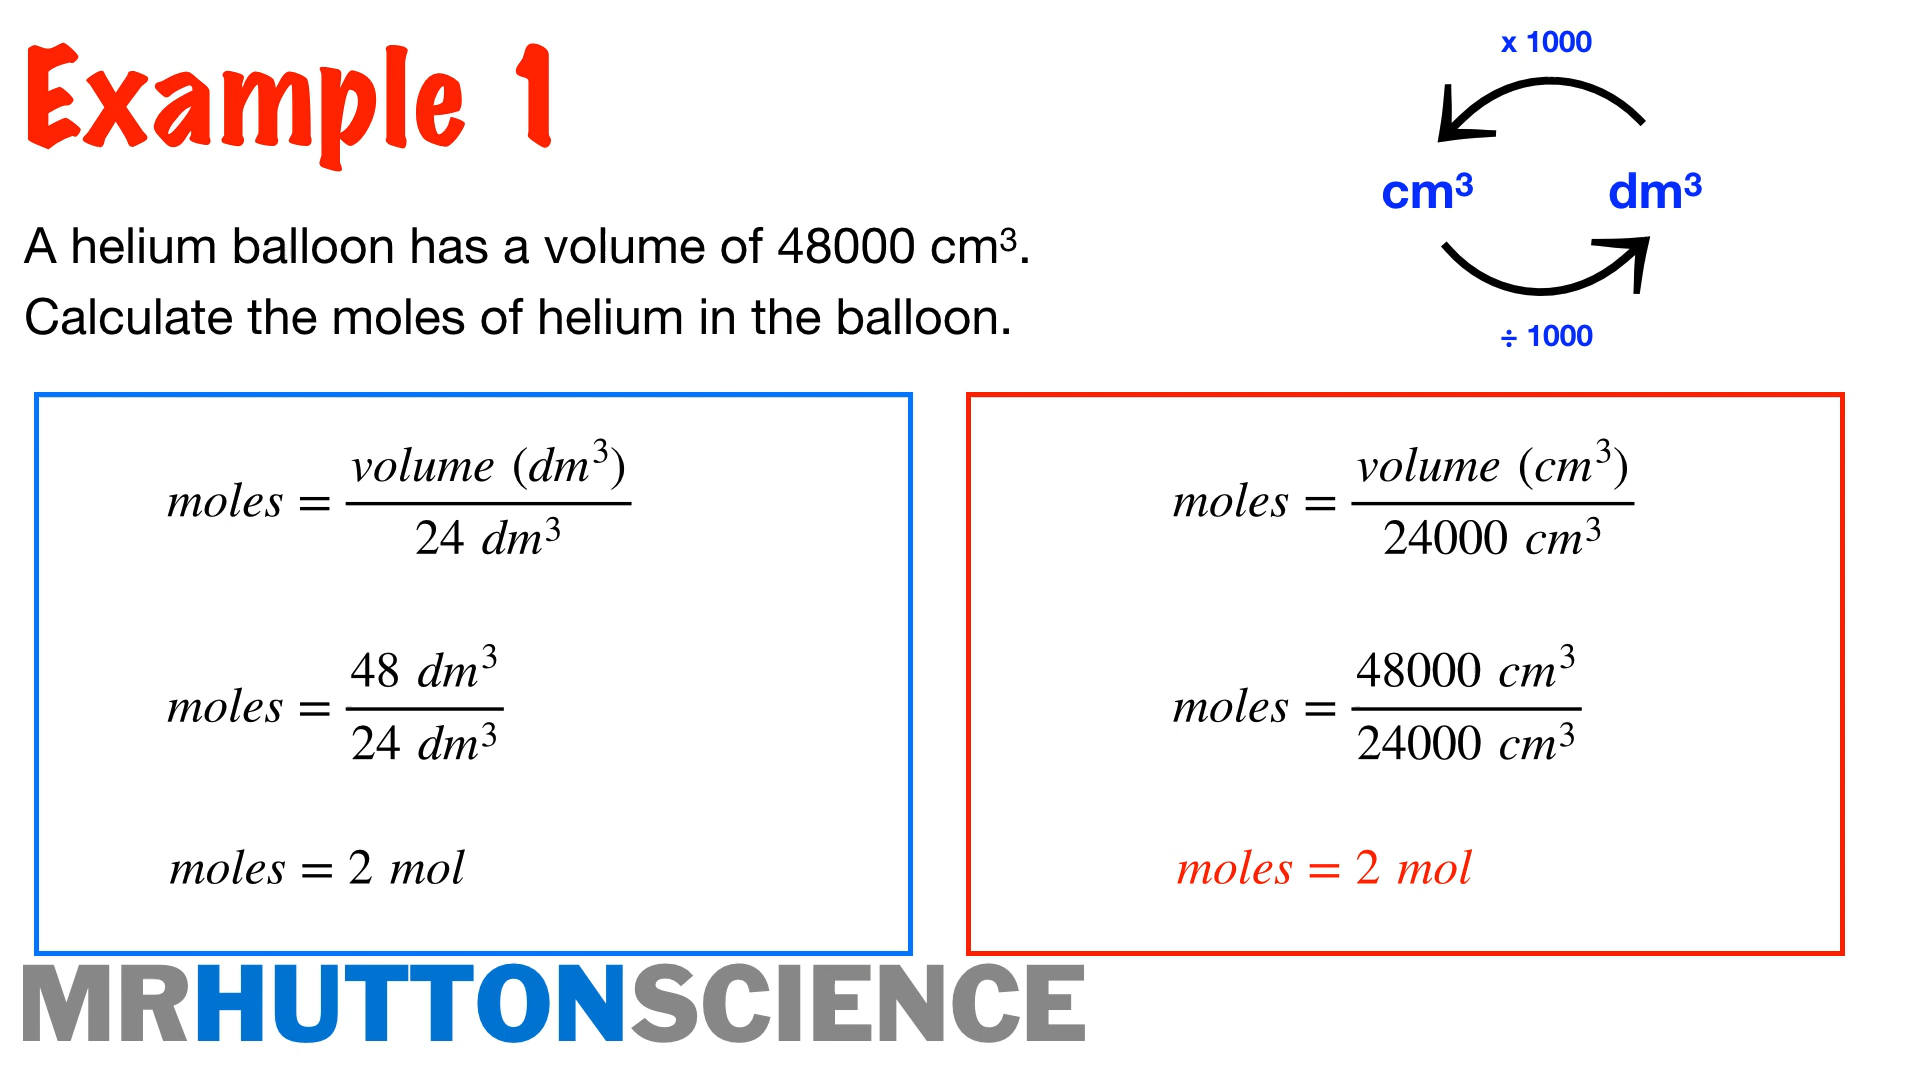 Example 1
x 1000
cm³ dm³
÷ 1000
A helium balloon has a volume of 48000 cm³.
Calculate the moles of helium in the balloon.
moles = volume (dm³) / 24 dm³
moles = 48 dm³ / 24 dm³
moles = 2 mol
moles = volume (cm³) / 24000 cm³
moles = 48000 cm³ / 24000 cm³
moles = 2 mol
MRHUTTONSCIENCE